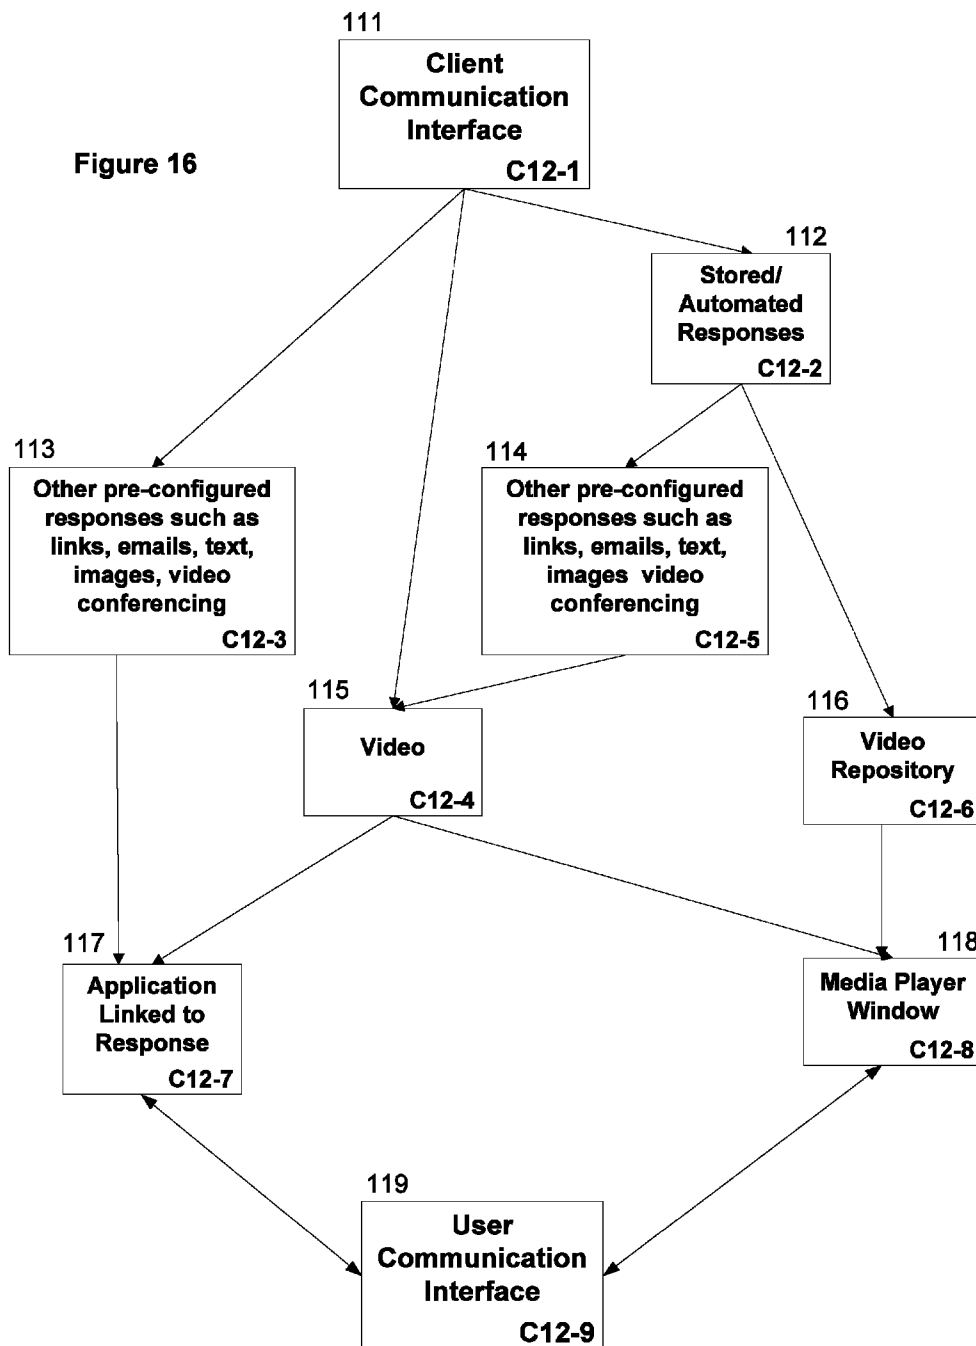 111
Client
Communication
Interface
C12-1
Figure 16
112
Stored/
Automated
Responses
C12-2
113
Other pre-configured
responses such as
links, emails, text,
images, video
conferencing
C12-3
114
Other pre-configured
responses such as
links, emails, text,
images video
conferencing
C12-5
115
Video
C12-4
116
Video
Repository
C12-6
117
Application
Linked to
Response
C12-7
118
Media Player
Window
C12-8
119
User
Communication
Interface
C12-9